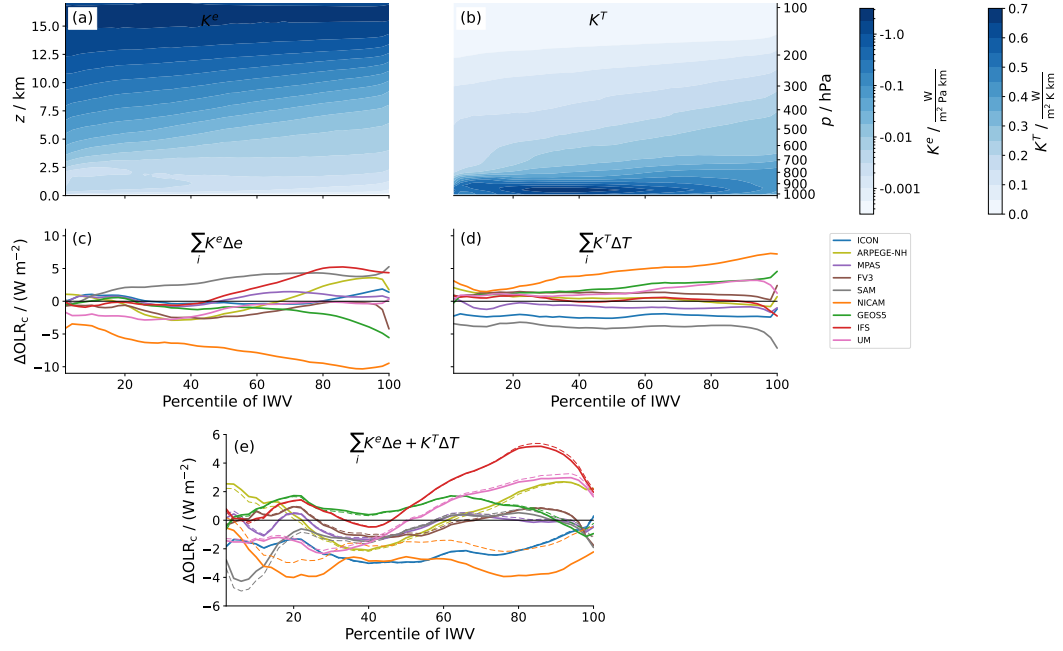 (a)
K^e
z / km
15.0
12.5
10.0
7.5
5.0
2.5
0.0
(b)
K^T
100
200
300
400
500
600
700
800
900
1000
p / hPa
-1.0
-0.1
-0.01
-0.001
K^e / W / m² Pa km
0.7
0.6
0.5
0.4
0.3
0.2
0.1
0.0
K^T / W / m² K km
(c)
∑_i K^e Δe
ΔOLR_c / (W m⁻²)
10
5
0
−5
−10
20 40 60 80 100
Percentile of IWV
(d)
∑_i K^T ΔT
20 40 60 80 100
Percentile of IWV
ICON
ARPEGE-NH
MPAS
FV3
SAM
NICAM
GEOS5
IFS
UM
(e)
∑_i K^e Δe + K^T ΔT
ΔOLR_c / (W m⁻²)
6
4
2
0
−2
−4
−6
20 40 60 80 100
Percentile of IWV